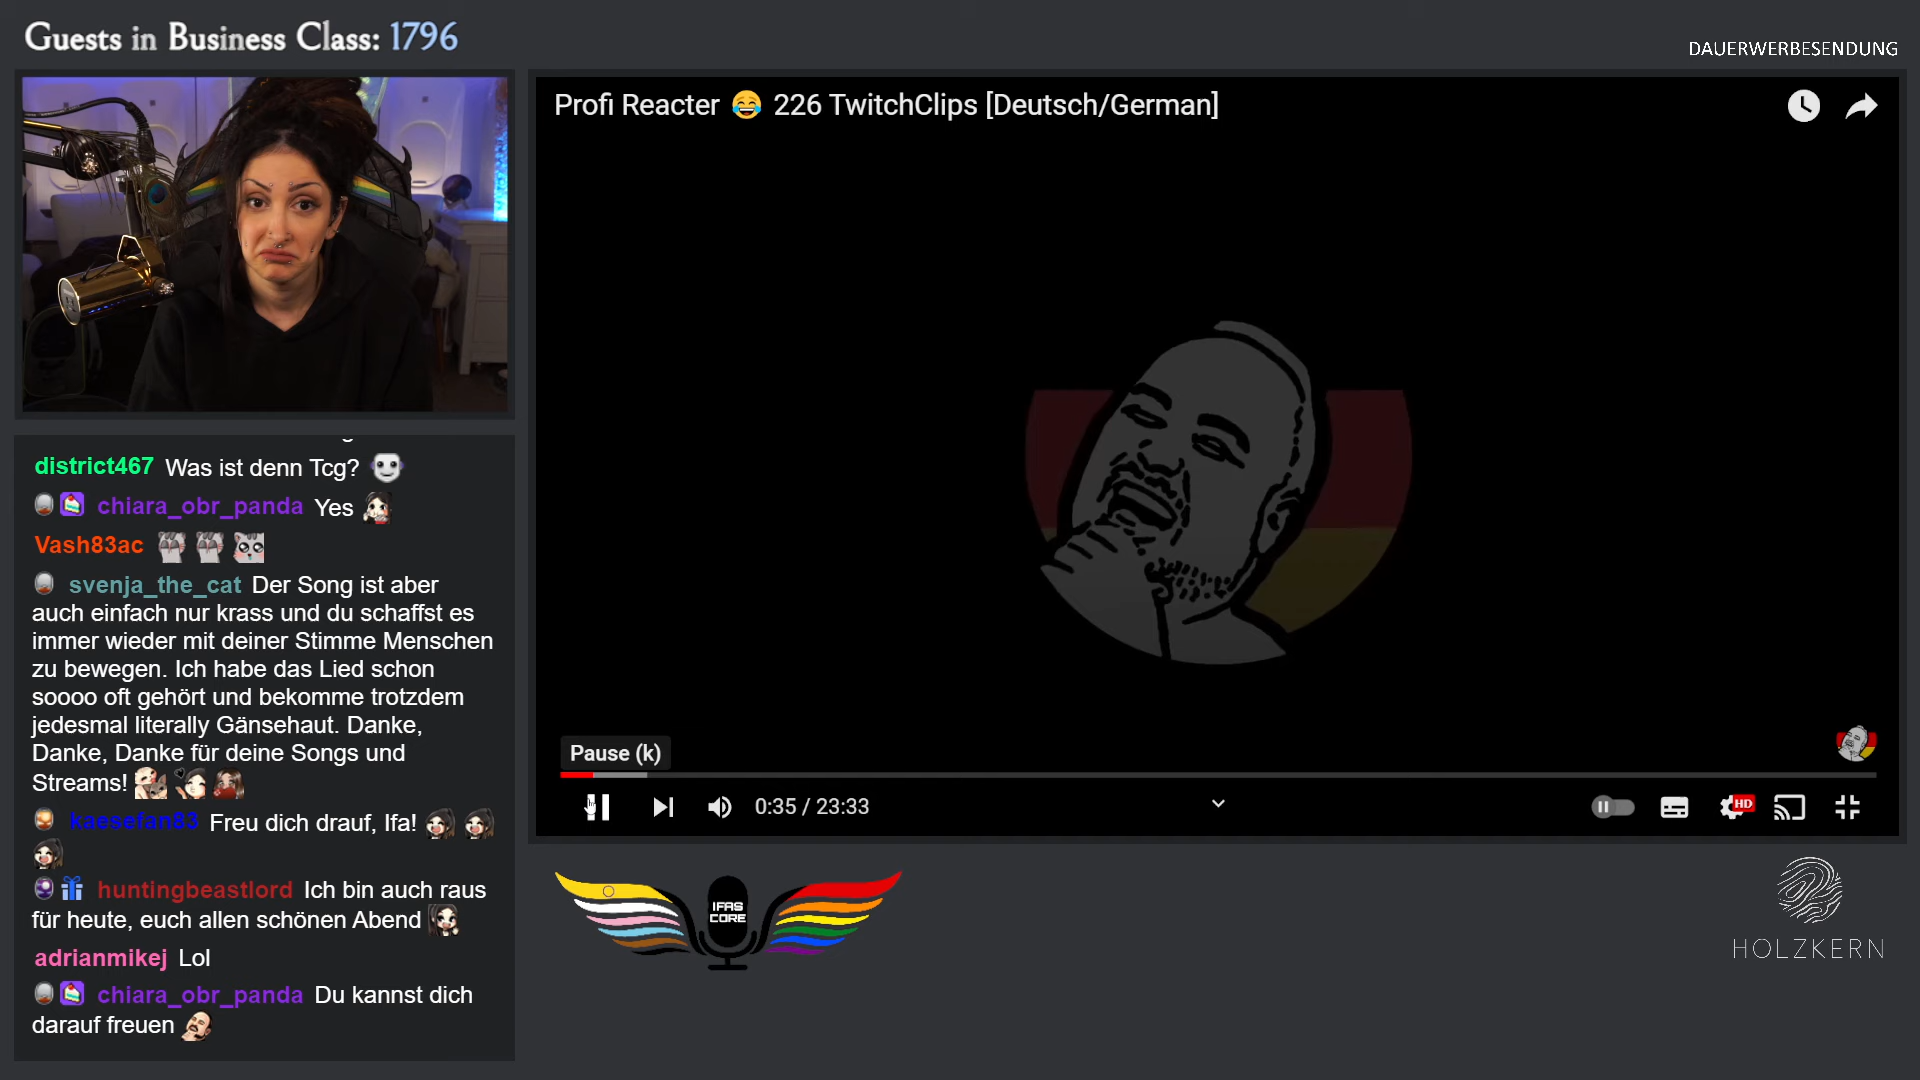 Guests in Business Class: 1796
DAUERWERBESENDUNG
Profi Reacter 😂 226 TwitchClips [Deutsch/German]
district467 Was ist denn Tcg?
chiara_obr_panda Yes
Vash83ac
svenja_the_cat Der Song ist aber
auch einfach nur krass und du schaffst es
immer wieder mit deiner Stimme Menschen
zu bewegen. Ich habe das Lied schon
soooo oft gehört und bekomme trotzdem
jedesmal literally Gänsehaut. Danke,
Danke, Danke für deine Songs und
Streams!
kaesefan83 Freu dich drauf, Ifa!
huntingbeastlord Ich bin auch raus
für heute, euch allen schönen Abend
adrianmikej Lol
chiara_obr_panda Du kannst dich
darauf freuen
Pause (k)
0:35 / 23:33
HD
IFAS
CORE
HOLZKERN